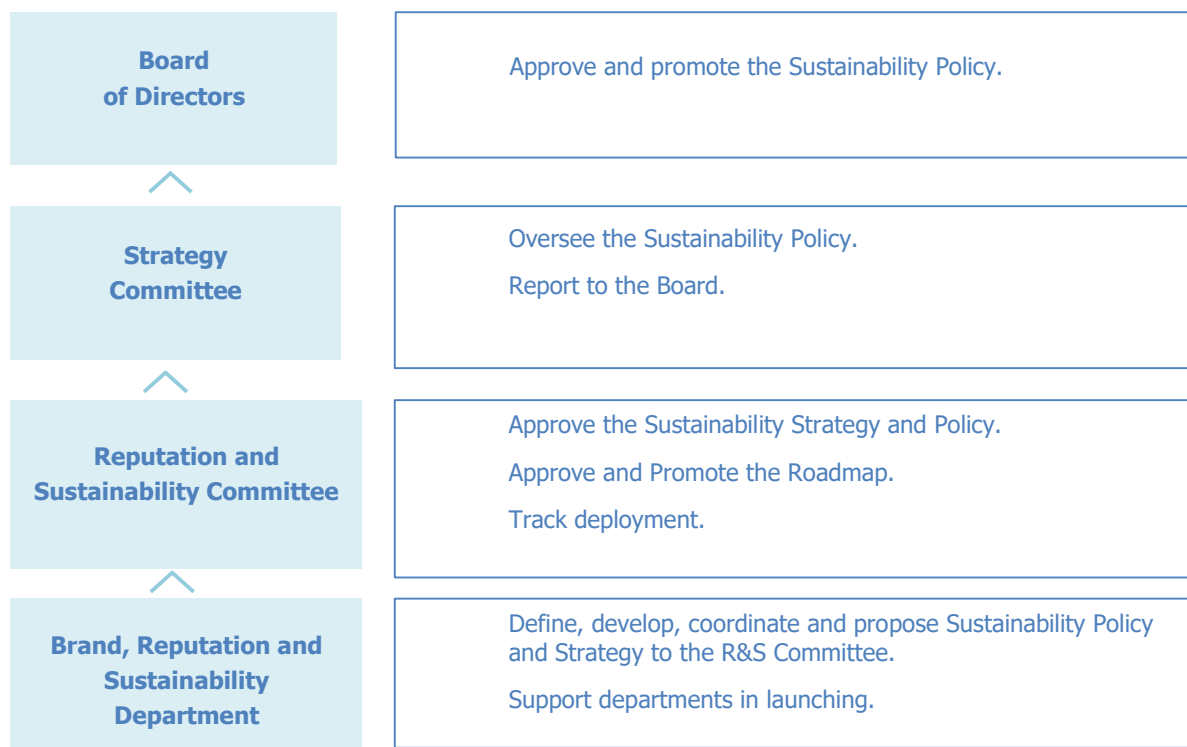 Board
of Directors
Approve and promote the Sustainability Policy.
Strategy
Committee
Oversee the Sustainability Policy.
Report to the Board.
Reputation and
Sustainability Committee
Approve the Sustainability Strategy and Policy.
Approve and Promote the Roadmap.
Track deployment.
Brand, Reputation and
Sustainability
Department
Define, develop, coordinate and propose Sustainability Policy
and Strategy to the R&S Committee.
Support departments in launching.